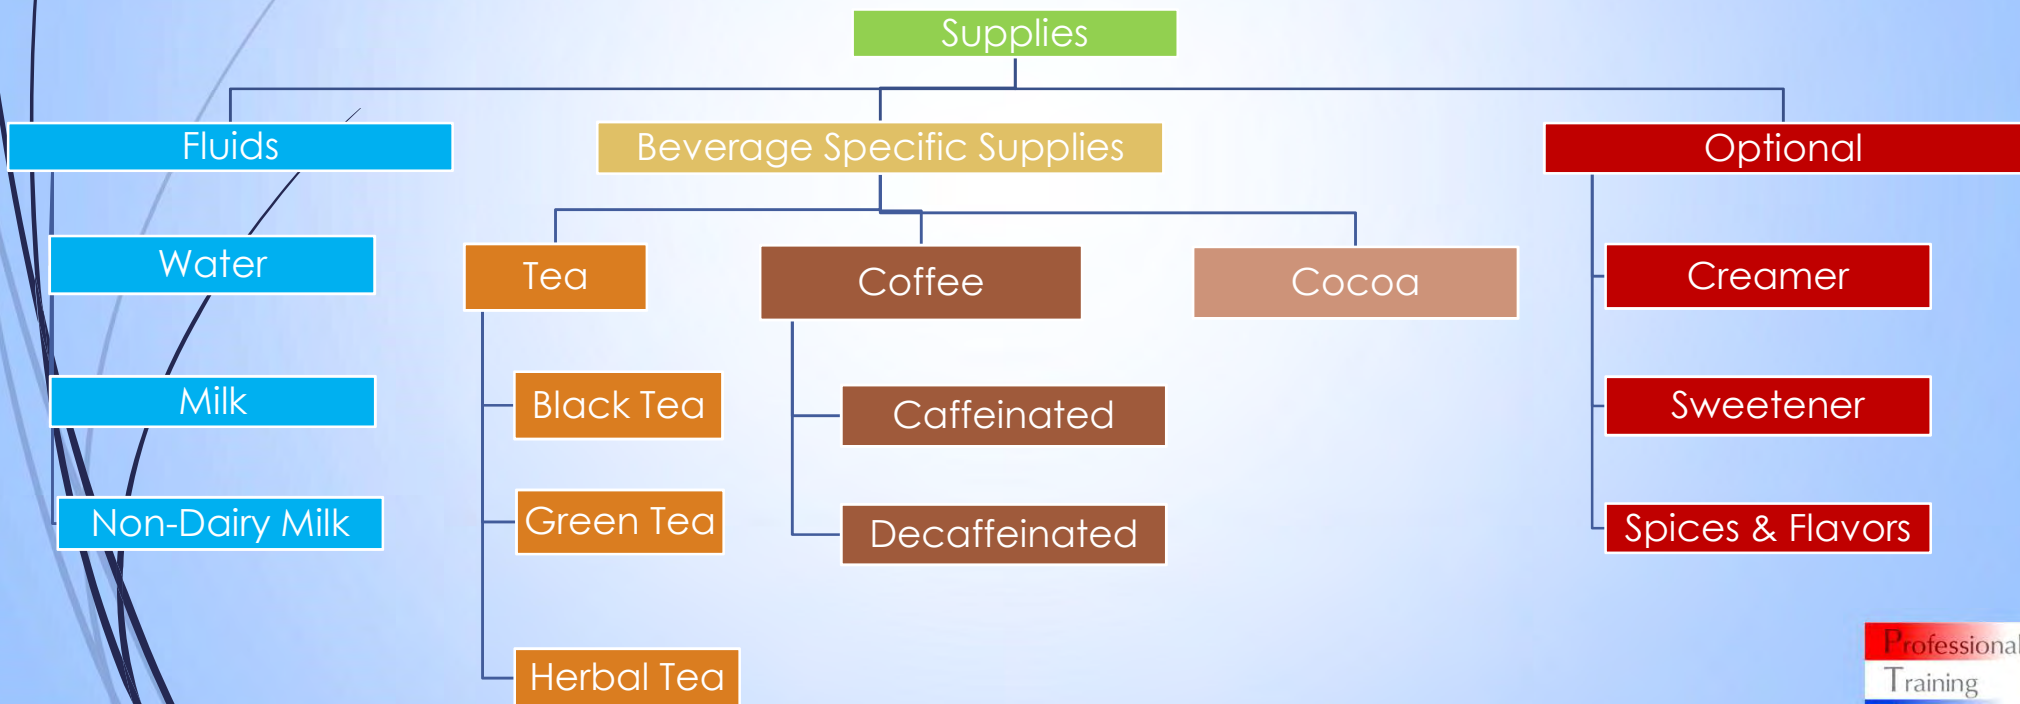 Supplies
Fluids
Beverage Specific Supplies
Optional
Water
Tea
Coffee
Cocoa
Creamer
Milk
Black Tea
Caffeinated
Sweetener
Non-Dairy Milk
Green Tea
Decaffeinated
Spices & Flavors
Herbal Tea
Professional
Training